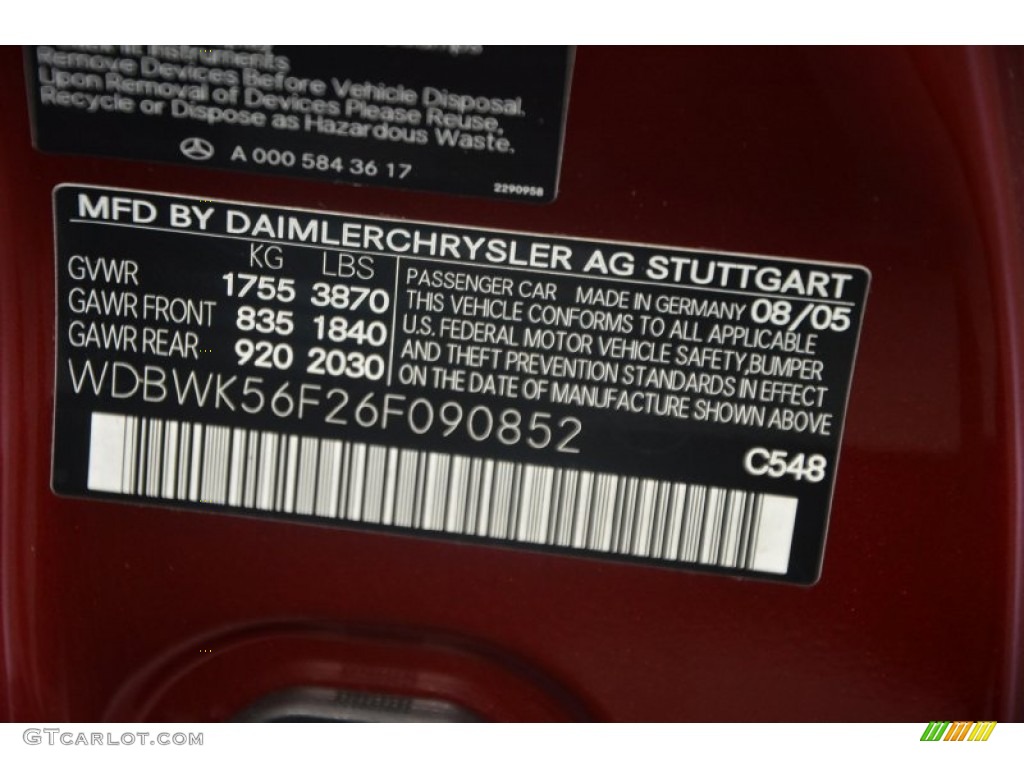 Instruments
Remove Devices Before Vehicle Disposal.
Upon Removal of Devices Please Reuse,
Recycle or Dispose as Hazardous Waste.
A 000 584 36 17
2290958
MFD BY DAIMLERCHRYSLER AG STUTTGART
KG LBS
GVWR 1755 3870
GAWR FRONT 835 1840
GAWR REAR 920 2030
PASSENGER CAR MADE IN GERMANY 08/05
THIS VEHICLE CONFORMS TO ALL APPLICABLE
U.S. FEDERAL MOTOR VEHICLE SAFETY, BUMPER
AND THEFT PREVENTION STANDARDS IN EFFECT
ON THE DATE OF MANUFACTURE SHOWN ABOVE
WDBWK56F26F090852
C548
GTCARLOT.COM